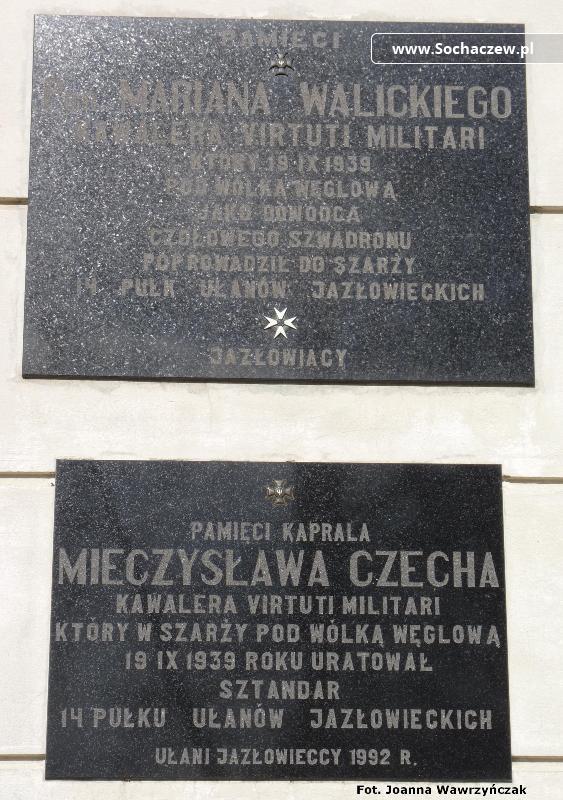 PAMIĘCI
www.Sochaczew.pl
MARIANA WALICKIEGO
KAWALERA VIRTUTI MILITARI
KTÓRY 19 IX 1939
POD WÓLKĄ WĘGLOWĄ
JAKO DOWÓDCA
CZOŁOWEGO SZWADRONU
POPROWADZIŁ DO SZARŻY
14 PUŁK UŁANÓW JAZŁOWIECKICH
JAZŁOWIACY
PAMIĘCI KAPRALA
MIECZYSŁAWA CZECHA
KAWALERA VIRTUTI MILITARI
KTÓRY W SZARŻY POD WÓLKĄ WĘGLOWĄ
19 IX 1939 ROKU URATOWAŁ
SZTANDAR
14 PUŁKU UŁANÓW JAZŁOWIECKICH
UŁANI JAZŁOWIECCY 1992 R.
Fot. Joanna Wawrzyńczak